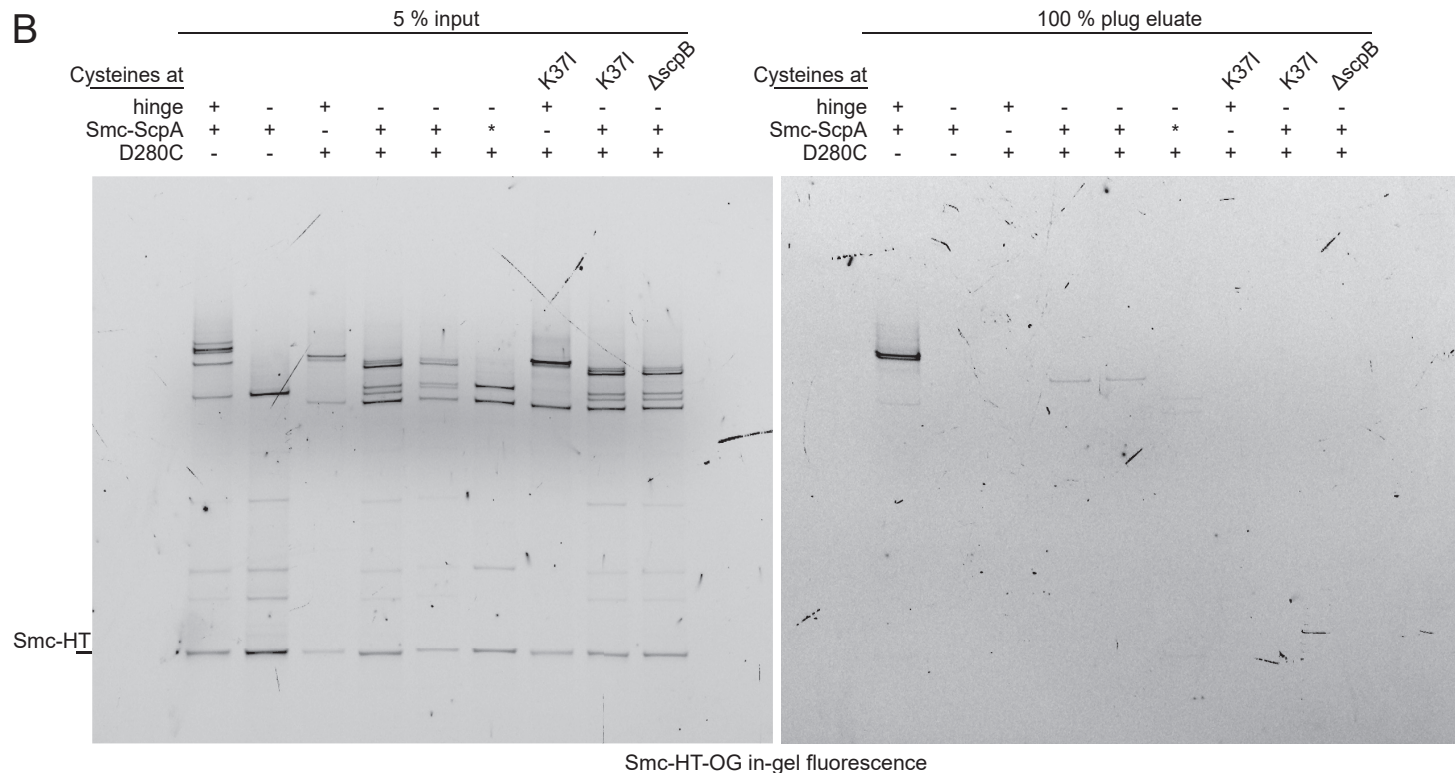 B
5 % input
100 % plug eluate
Cysteines at
K37I K37I ΔscpB
Cysteines at
K37I K37I ΔscpB
hinge + - + - - - + - -
hinge + - + - - - + - -
Smc-ScpA + + - + + * - + +
Smc-ScpA + + - + + * - + +
D280C - - + + + + + + +
D280C - - + + + + + + +
Smc-HT
Smc-HT-OG in-gel fluorescence